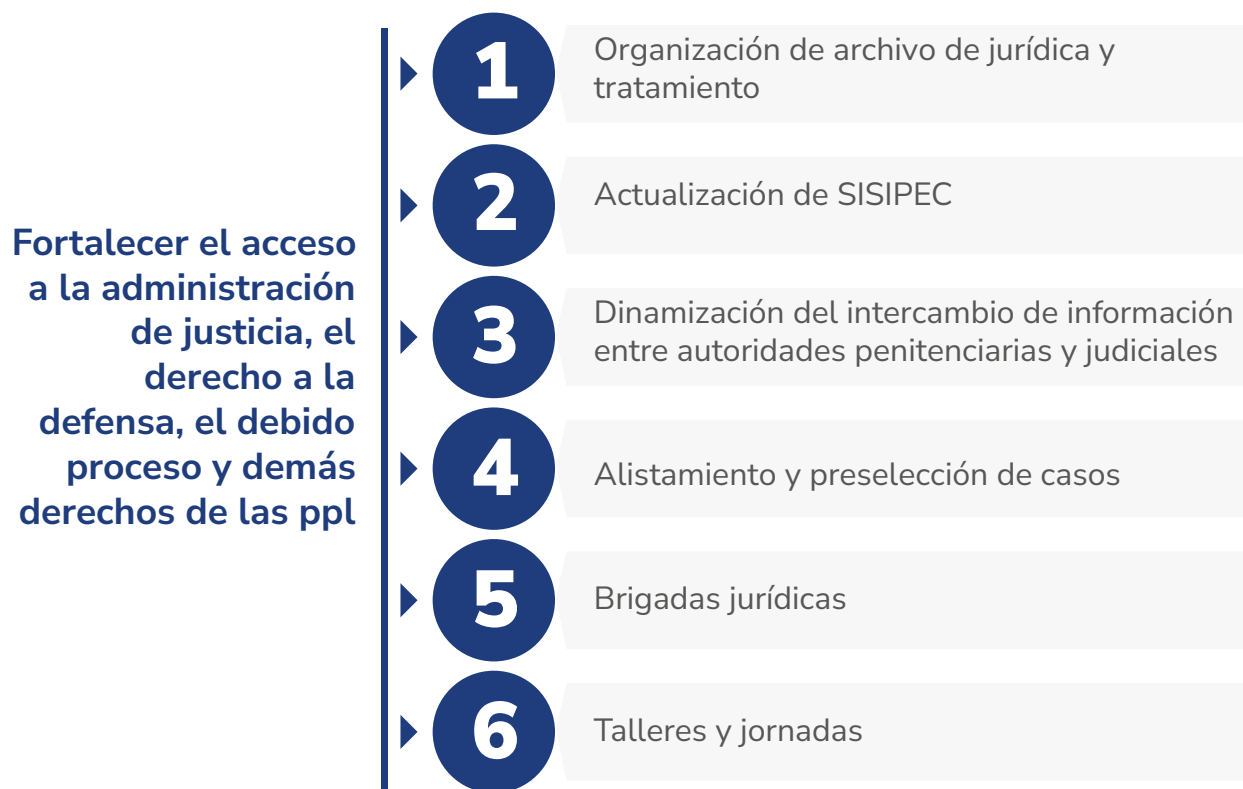 Fortalecer el acceso
a la administración
de justicia, el
derecho a la
defensa, el debido
proceso y demás
derechos de las ppl
1
Organización de archivo de jurídica y
tratamiento
2
Actualización de SISIPEC
3
Dinamización del intercambio de información
entre autoridades penitenciarias y judiciales
4
Alistamiento y preselección de casos
5
Brigadas jurídicas
6
Talleres y jornadas